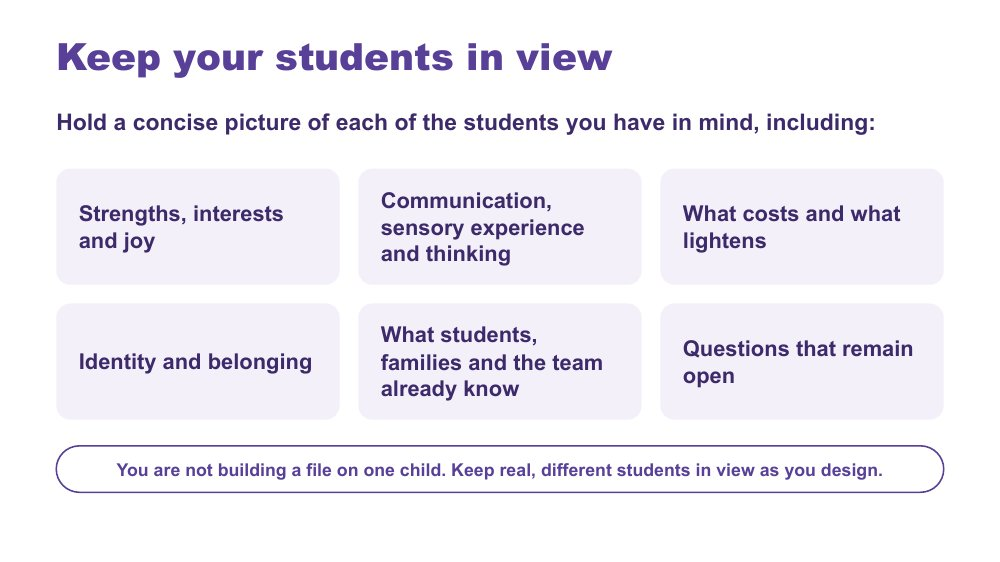 Keep your students in view
Hold a concise picture of each of the students you have in mind, including:
Strengths, interests
and joy
Communication,
sensory experience
and thinking
What costs and what
lightens
Identity and belonging
What students,
families and the team
already know
Questions that remain
open
You are not building a file on one child. Keep real, different students in view as you design.